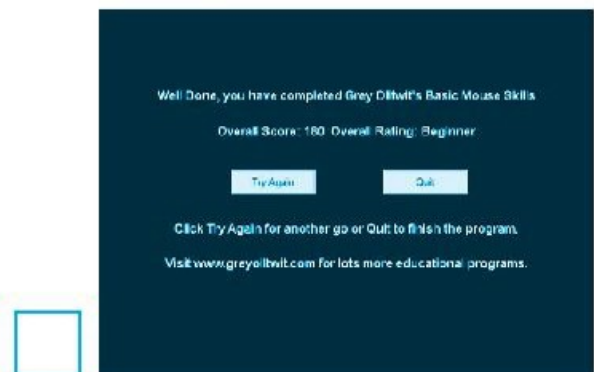 Well Done, you have completed Grey Olltwit's Basic Mouse Skills
Overall Score: 180 Overall Rating: Beginner
Try Again
Quit
Click Try Again for another go or Quit to finish the program.
Visit www.greyolltwit.com for lots more educational programs.